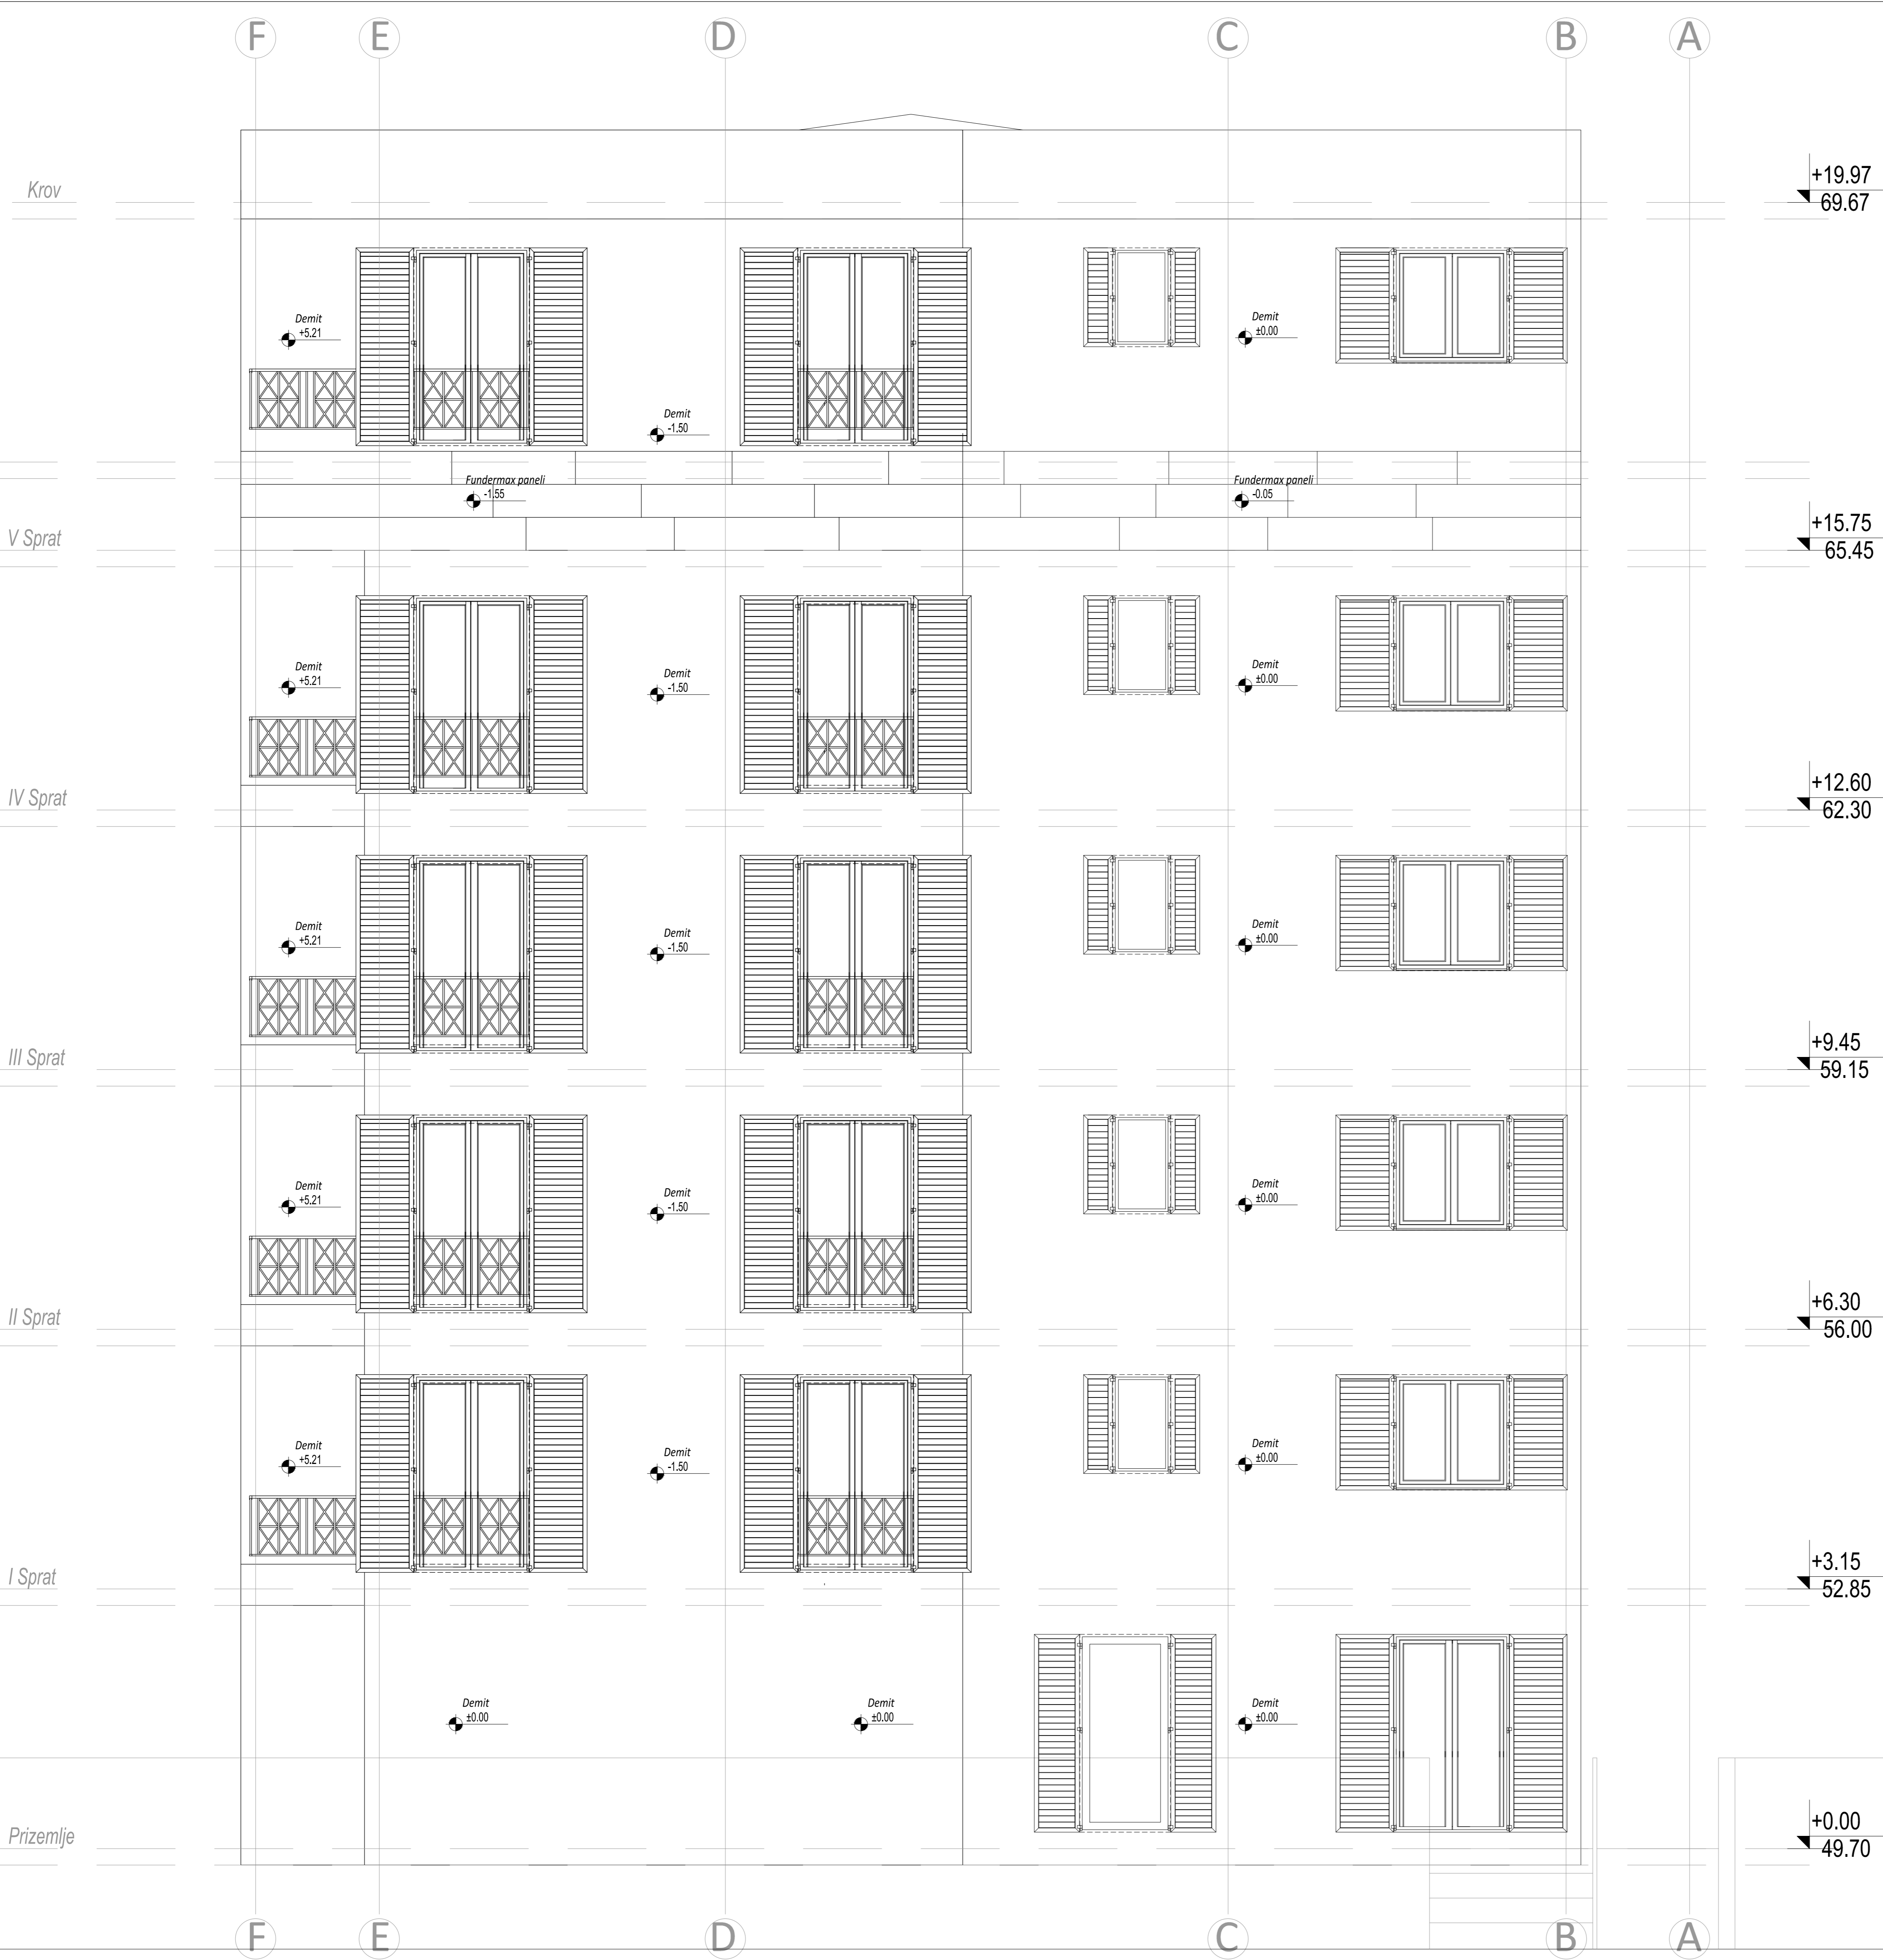 F E D C B A
Krov
+19.97
69.67
Demit
+5.21
Demit
±0.00
Demit
-1.50
Fundermax paneli
-1.55
Fundermax paneli
-0.05
V Sprat
+15.75
65.45
Demit
+5.21
Demit
-1.50
Demit
±0.00
IV Sprat
+12.60
62.30
Demit
+5.21
Demit
-1.50
Demit
±0.00
III Sprat
+9.45
59.15
Demit
+5.21
Demit
-1.50
Demit
±0.00
II Sprat
+6.30
56.00
Demit
+5.21
Demit
-1.50
Demit
±0.00
I Sprat
+3.15
52.85
Demit
±0.00
Demit
±0.00
Demit
±0.00
Prizemlje
+0.00
49.70
F E D C B A